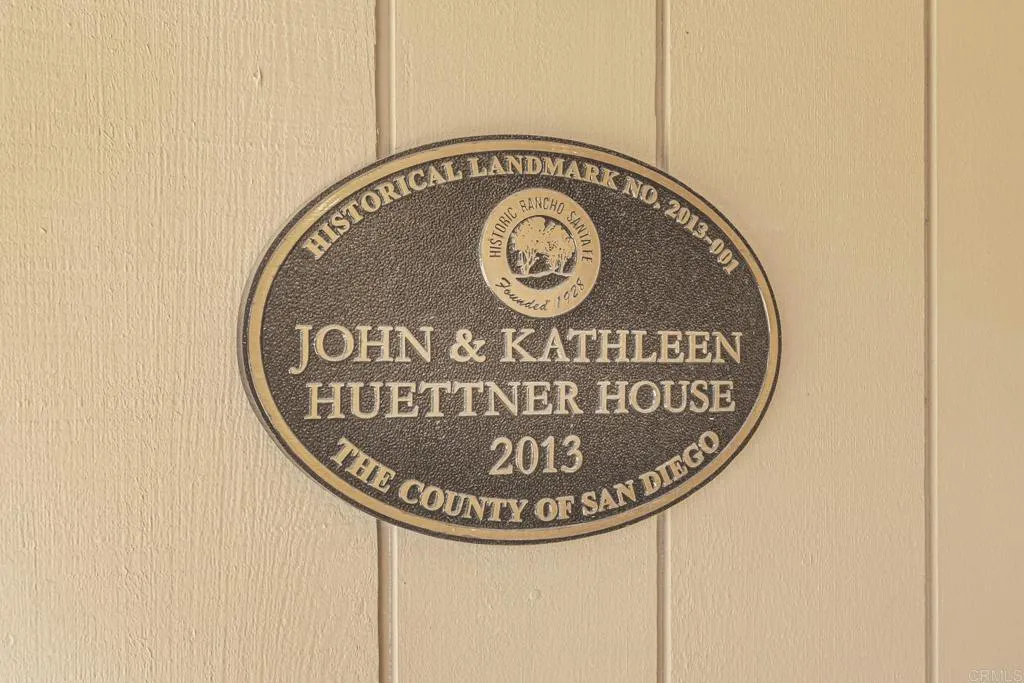 HISTORICAL LANDMARK NO. 2013-001
HISTORIC RANCHO SANTA FE
Founded 1928
JOHN & KATHLEEN
HUETTNER HOUSE
2013
THE COUNTY OF SAN DIEGO
CRMLS